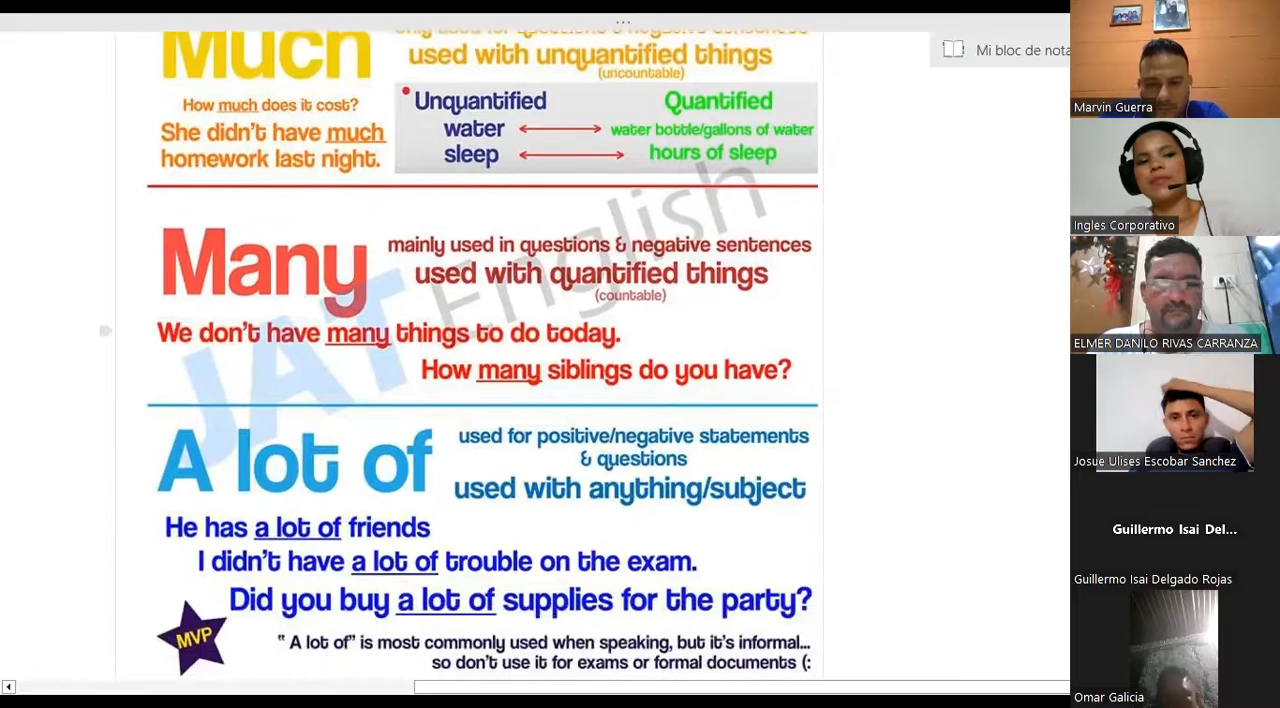 ...
Much
only used for questions & negative sentences
used with unquantified things
(uncountable)
How much does it cost?
She didn't have much
homework last night.
Unquantified Quantified
water water bottle/gallons of water
sleep hours of sleep
Many
mainly used in questions & negative sentences
used with quantified things
(countable)
We don't have many things to do today.
How many siblings do you have?
A lot of
used for positive/negative statements
& questions
used with anything/subject
He has a lot of friends
I didn't have a lot of trouble on the exam.
Did you buy a lot of supplies for the party?
MVP
" A lot of" is most commonly used when speaking, but it's informal...
so don't use it for exams or formal documents (:
JAT English
Mi bloc de nota
Marvin Guerra
Ingles Corporativo
ELMER DANILO RIVAS CARRANZA
Josue Ulises Escobar Sanchez
Guillermo Isai Del...
Guillermo Isai Delgado Rojas
Omar Galicia